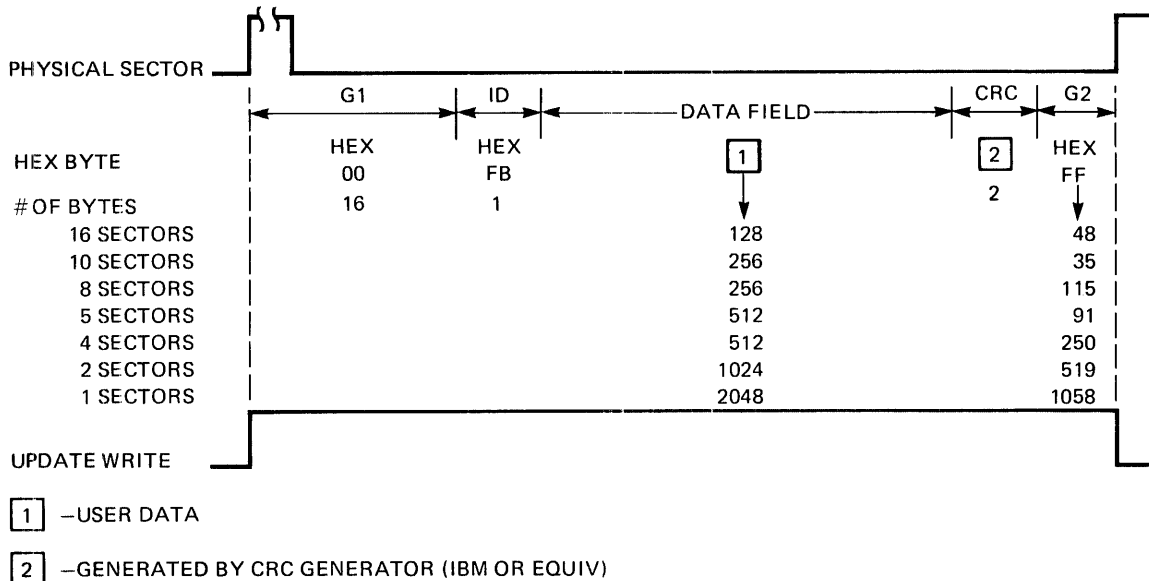 PHYSICAL SECTOR
G1 ID DATA FIELD CRC G2
HEX BYTE HEX 00 HEX FB 1 2 HEX FF
# OF BYTES 16 1 2
16 SECTORS 128 48
10 SECTORS 256 35
8 SECTORS 256 115
5 SECTORS 512 91
4 SECTORS 512 250
2 SECTORS 1024 519
1 SECTORS 2048 1058
UPDATE WRITE
1 –USER DATA
2 –GENERATED BY CRC GENERATOR (IBM OR EQUIV)